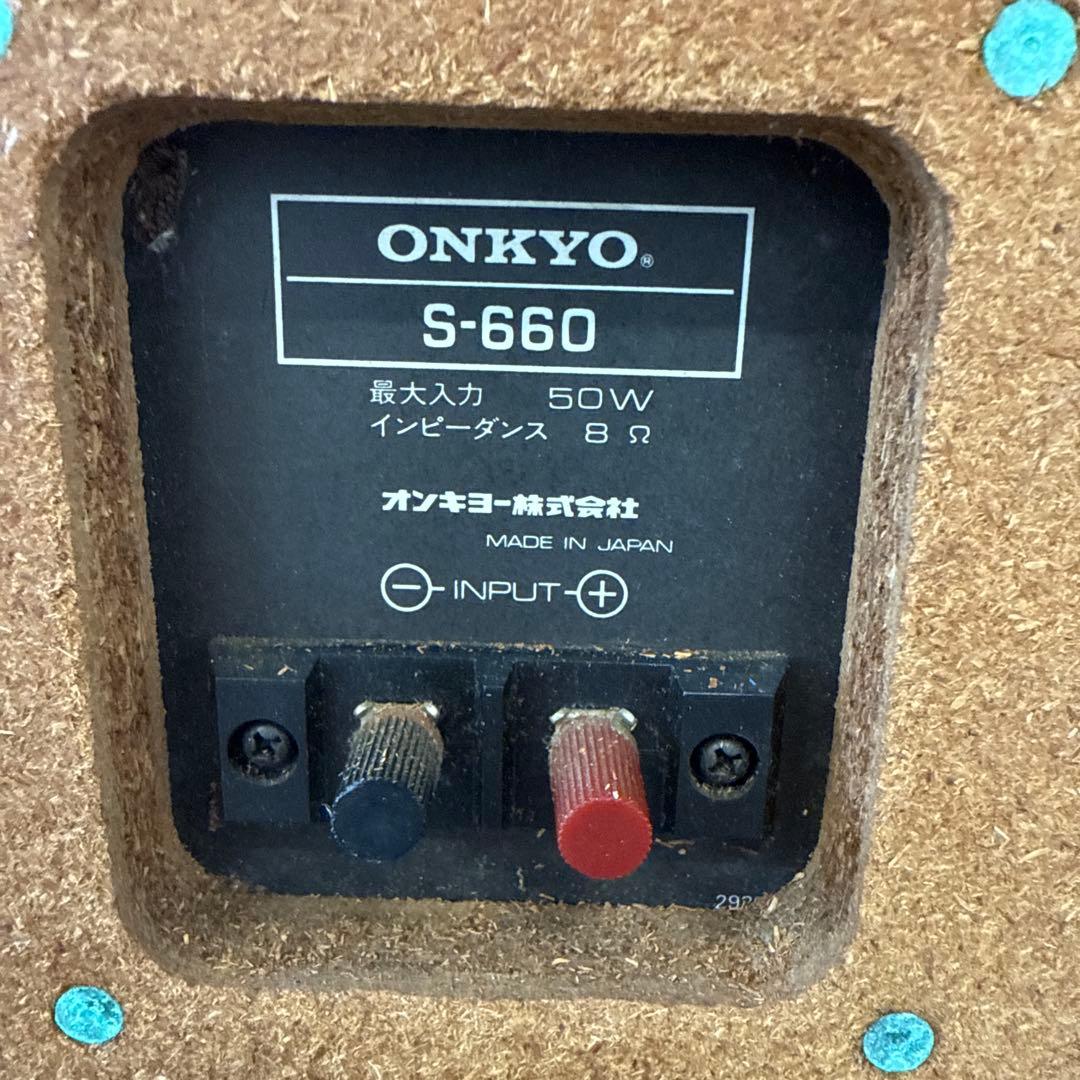 ONKYO®
S-660
最大入力 50W
インピーダンス 8 Ω
オンキヨー株式会社
MADE IN JAPAN
⊖-INPUT-⊕